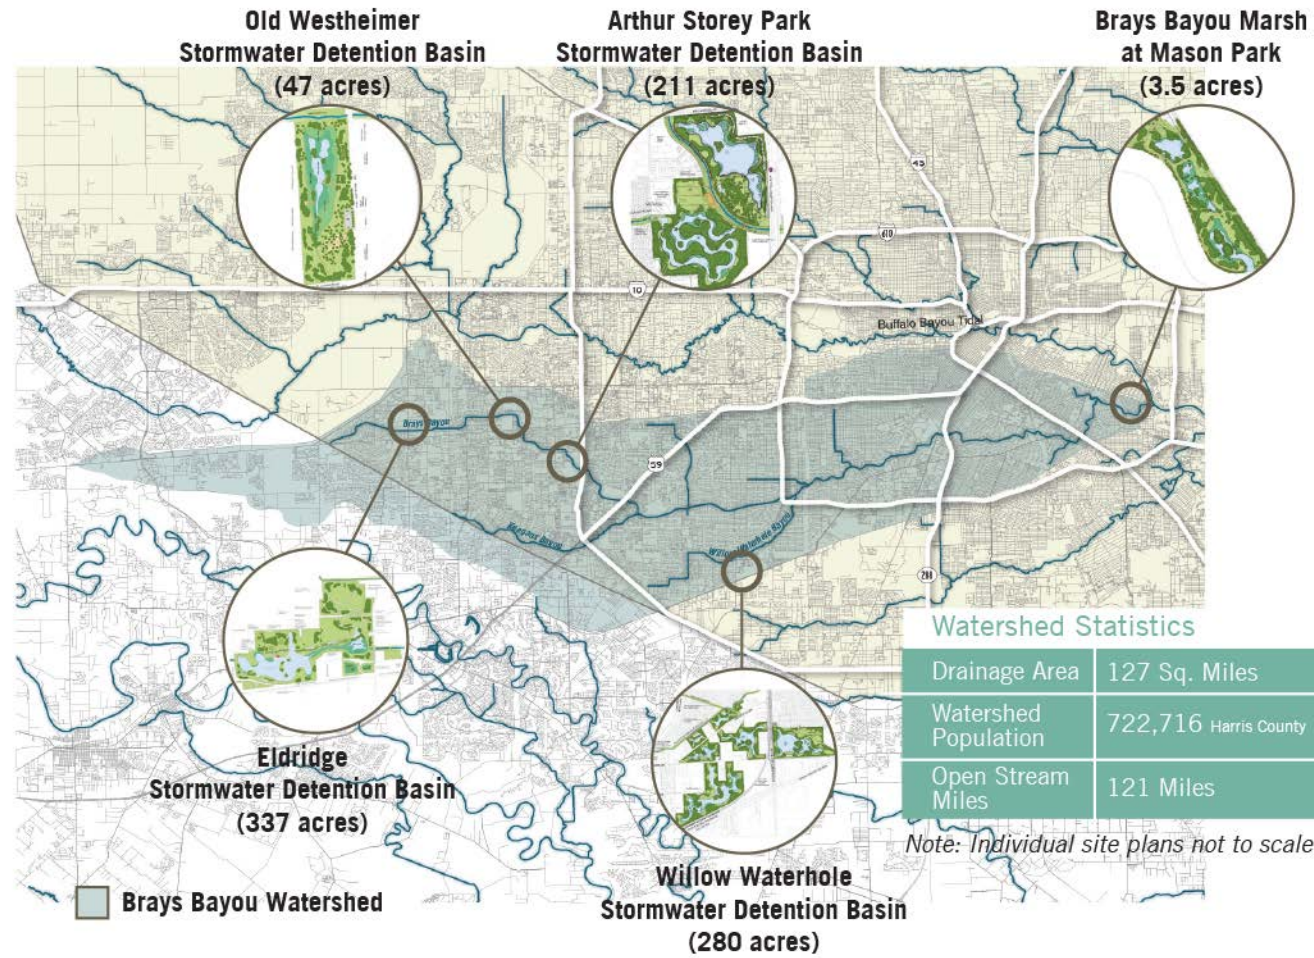 Old Westheimer
Stormwater Detention Basin
(47 acres)
Arthur Storey Park
Stormwater Detention Basin
(211 acres)
Brays Bayou Marsh
at Mason Park
(3.5 acres)
45
610
10
Buffalo Bayou Tidal
Brays Bayou
59
Keegans Bayou
Willow Waterhole Bayou
288
Eldridge
Stormwater Detention Basin
(337 acres)
Willow Waterhole
Stormwater Detention Basin
(280 acres)
Watershed Statistics
Drainage Area 127 Sq. Miles
Watershed
Population 722,716 Harris County
Open Stream
Miles 121 Miles
Note: Individual site plans not to scale
Brays Bayou Watershed